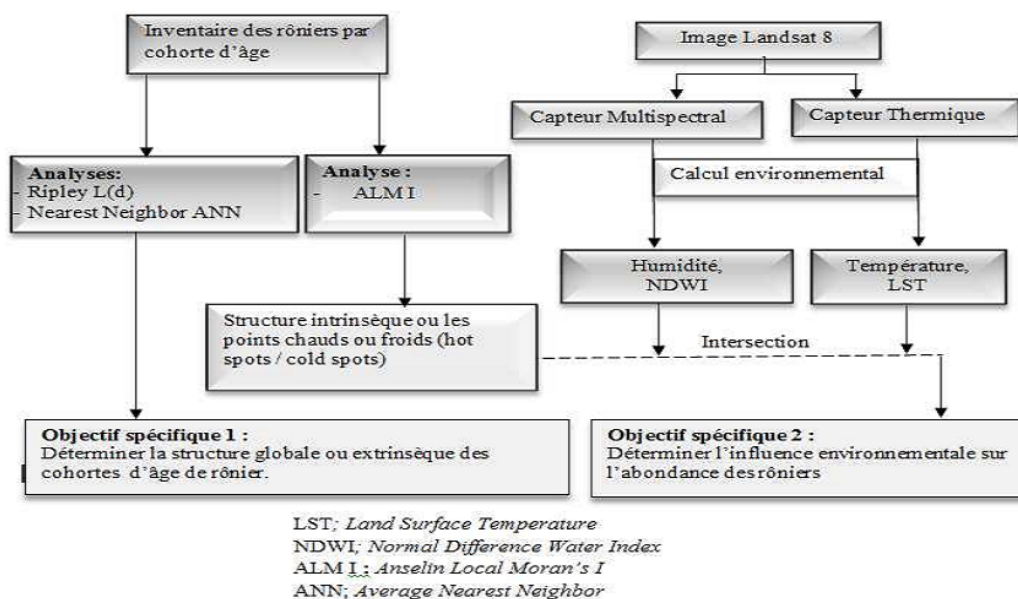 Inventaire des rôniers par
cohorte d'âge
Image Landsat 8
Capteur Multispectral
Capteur Thermique
Analyses:
- Ripley L(d)
- Nearest Neighbor ANN
Analyse :
- ALM I
Calcul environnemental
Humidité,
NDWI
Température,
LST
Structure intrinsèque ou les
points chauds ou froids (hot
spots / cold spots)
Intersection
Objectif spécifique 1 :
Déterminer la structure globale ou extrinsèque des
cohortes d'âge de rônier.
Objectif spécifique 2 :
Déterminer l'influence environnementale sur
l'abondance des rôniers
LST; Land Surface Temperature
NDWI; Normal Difference Water Index
ALM I : Anselin Local Moran's I
ANN; Average Nearest Neighbor